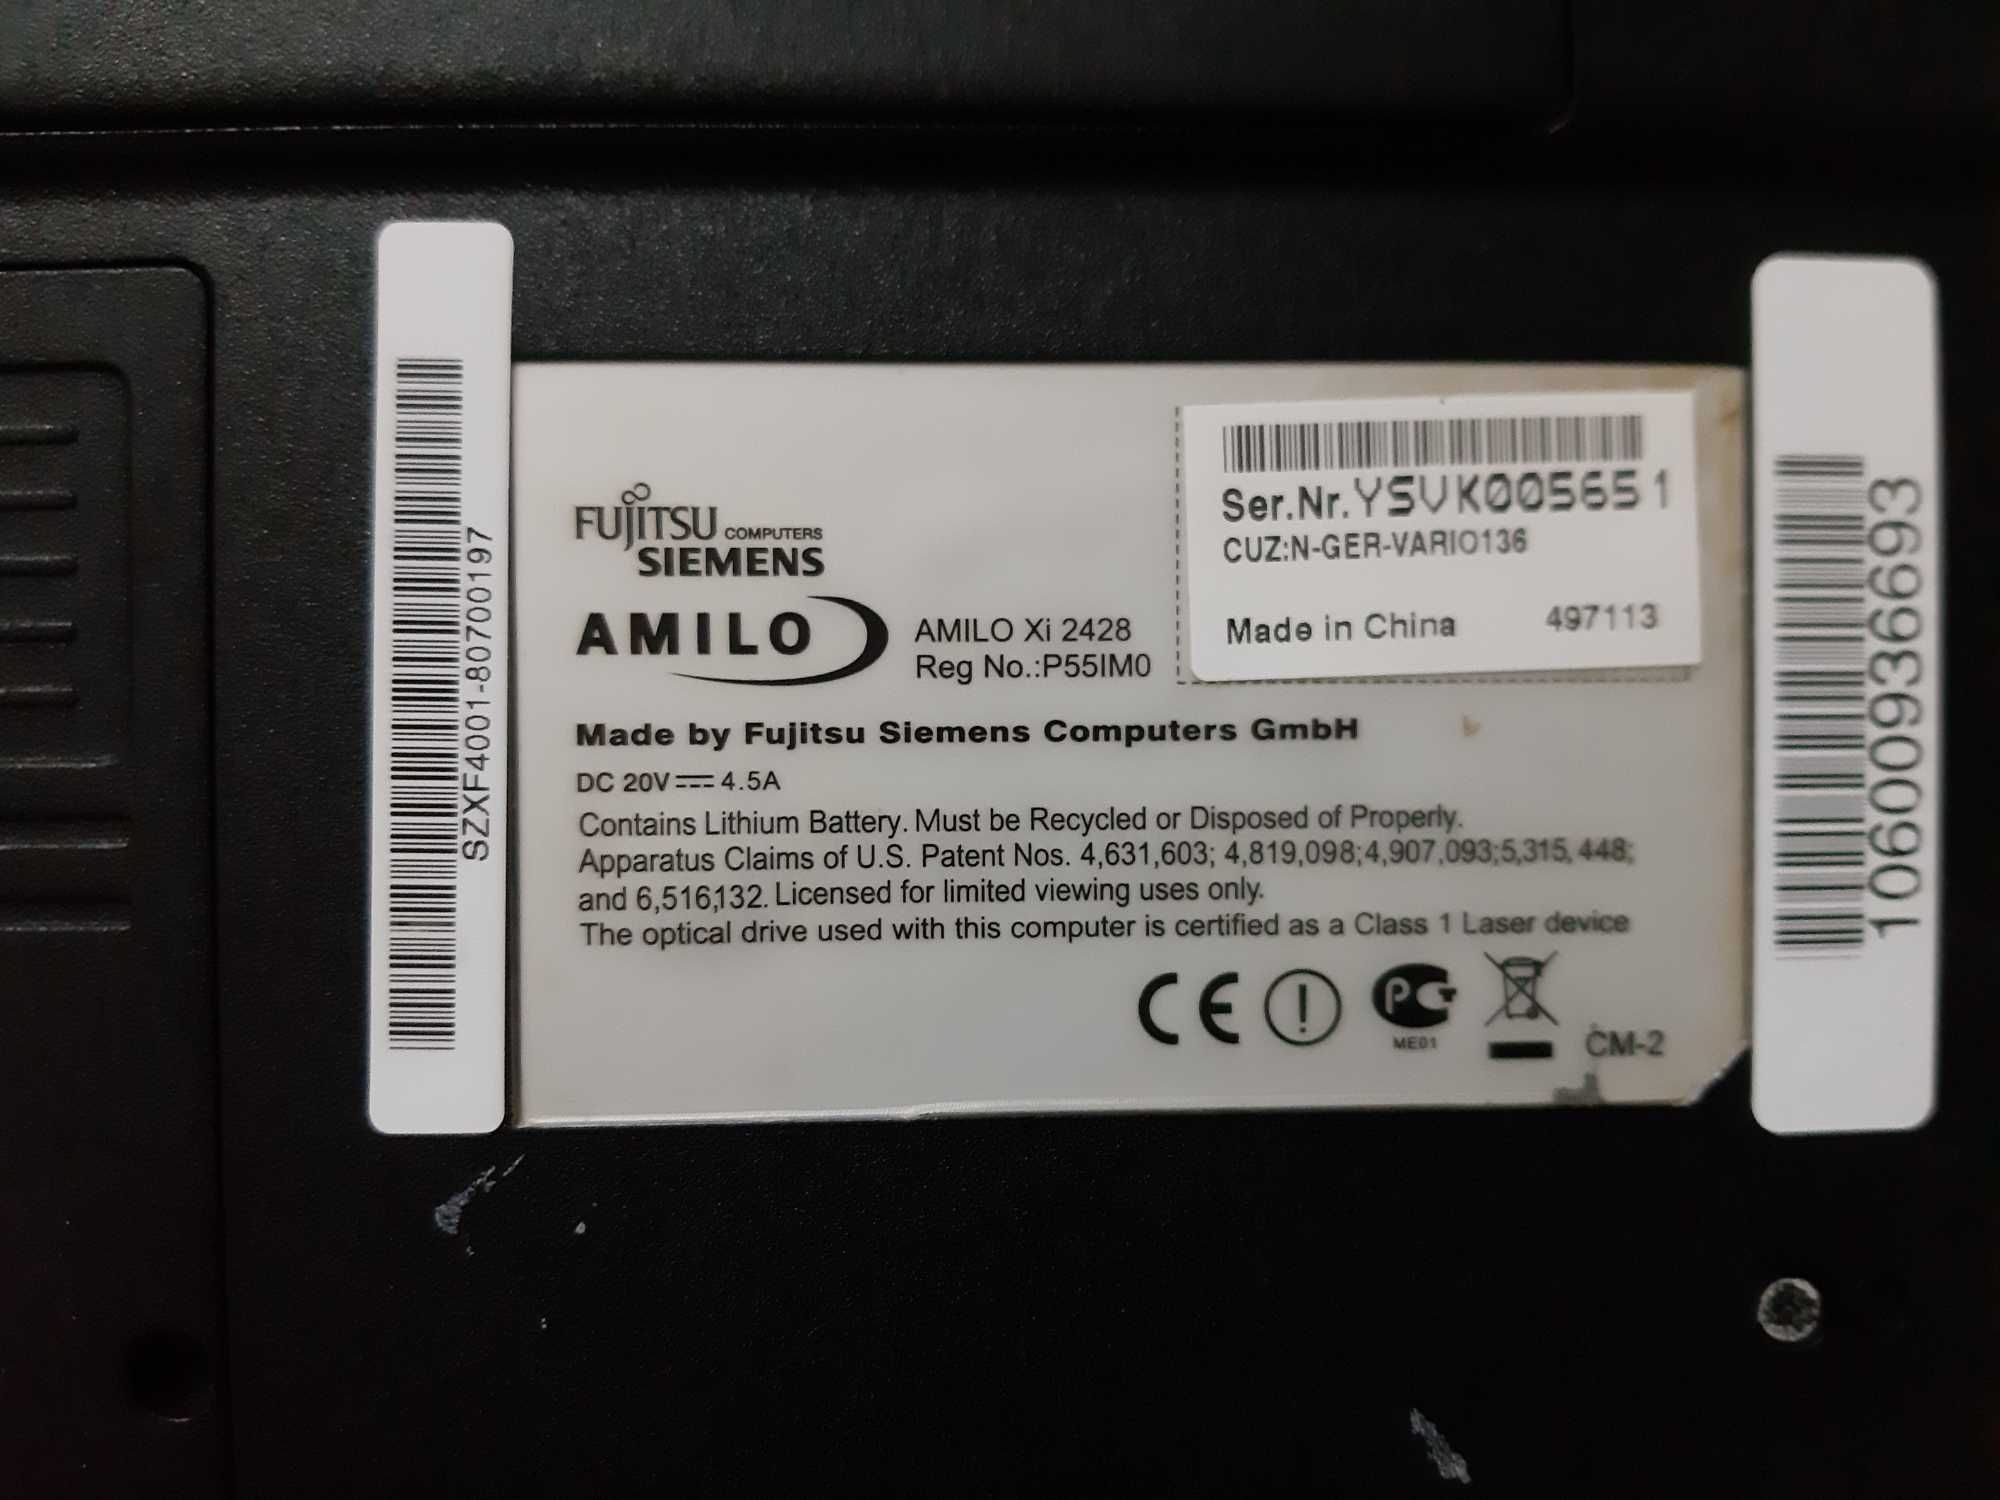 SZXF4001-80700197
FUJITSU COMPUTERS
SIEMENS
AMILO
AMILO Xi 2428
Reg No.:P55IM0
Ser.Nr.YSVK005651
CUZ:N-GER-VARIO136
Made in China 497113
Made by Fujitsu Siemens Computers GmbH
DC 20V⎓4.5A
Contains Lithium Battery. Must be Recycled or Disposed of Properly.
Apparatus Claims of U.S. Patent Nos. 4,631,603; 4,819,098;4,907,093;5,315,448;
and 6,516,132. Licensed for limited viewing uses only.
The optical drive used with this computer is certified as a Class 1 Laser device
CE
PCT
ME01
CM-2
10600936693